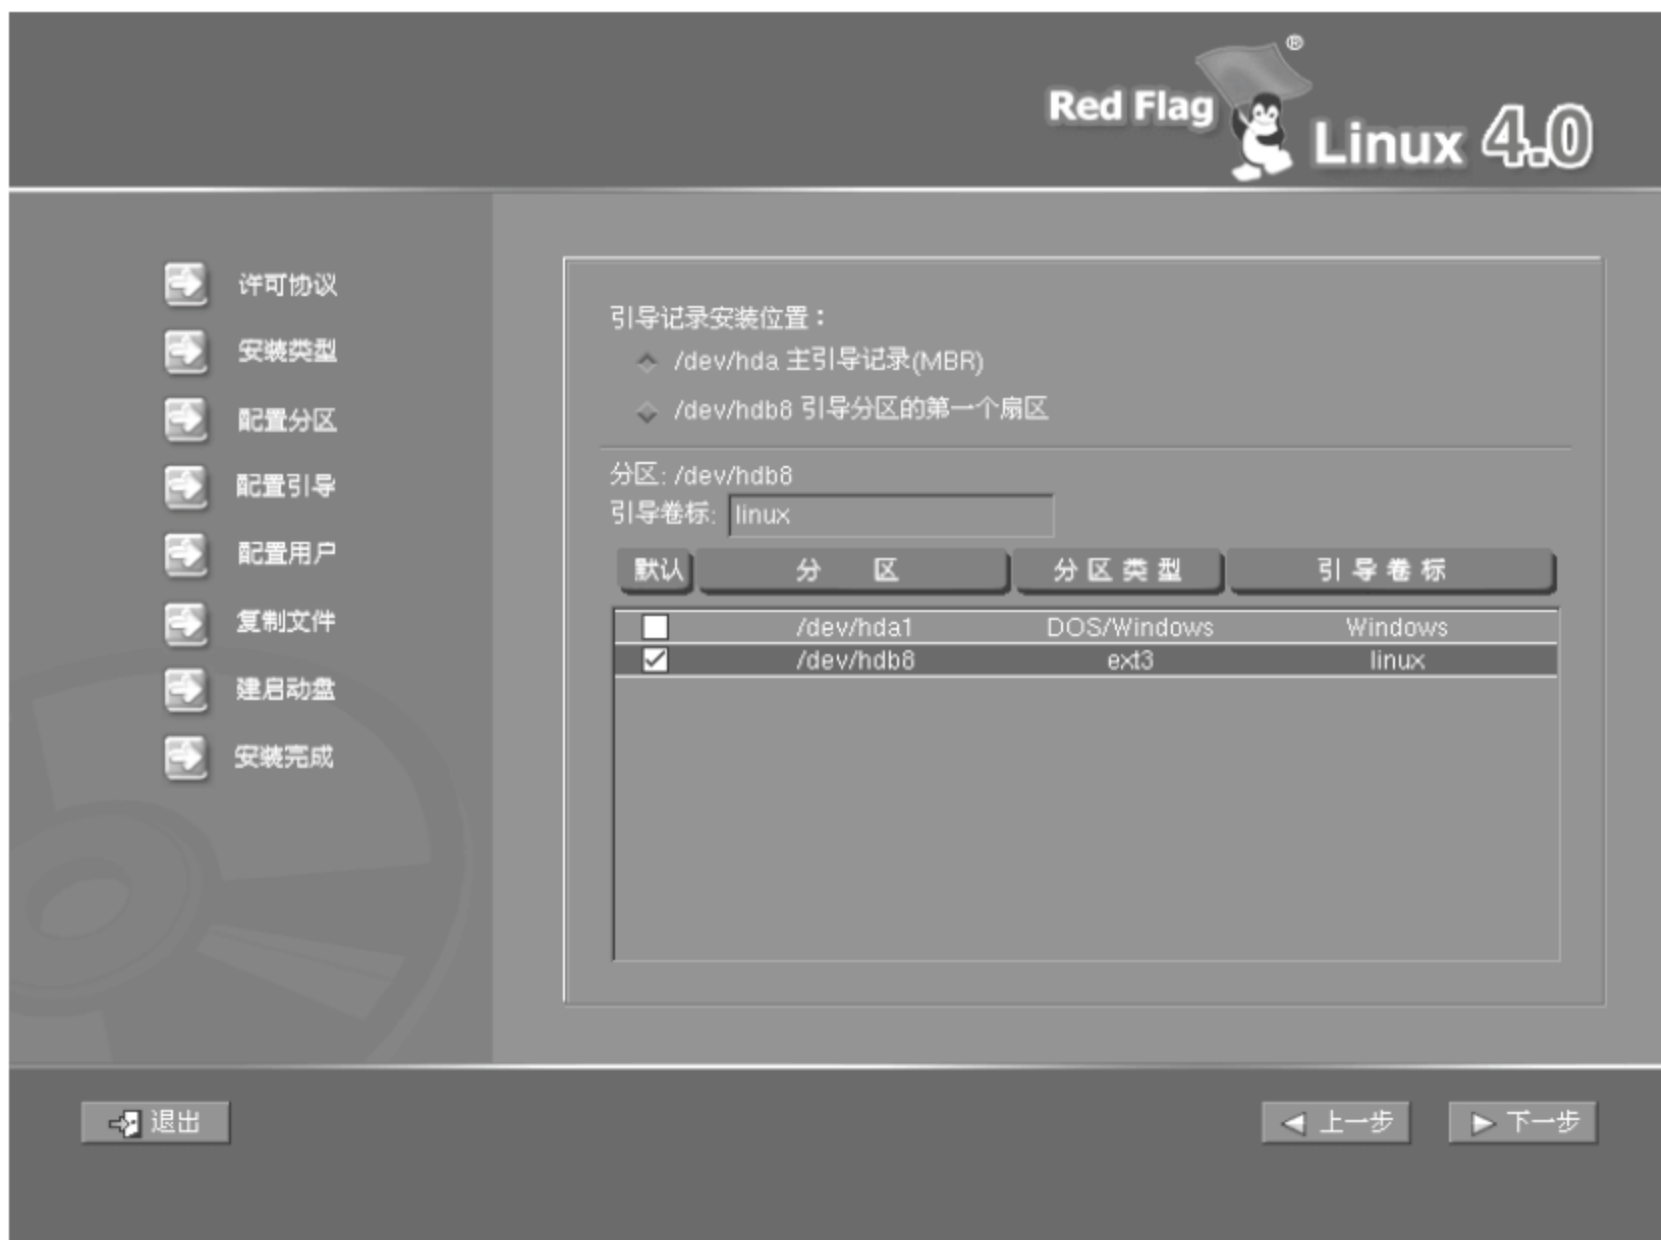 ®
Red Flag
Linux 4.0
许可协议
安装类型
配置分区
配置引导
配置用户
复制文件
建启动盘
安装完成
引导记录安装位置：
/dev/hda 主引导记录(MBR)
/dev/hdb8 引导分区的第一个扇区
分区: /dev/hdb8
引导卷标: linux
默认 分 区 分区类型 引导卷标
/dev/hda1 DOS/Windows Windows
/dev/hdb8 ext3 linux
退出 上一步 下一步